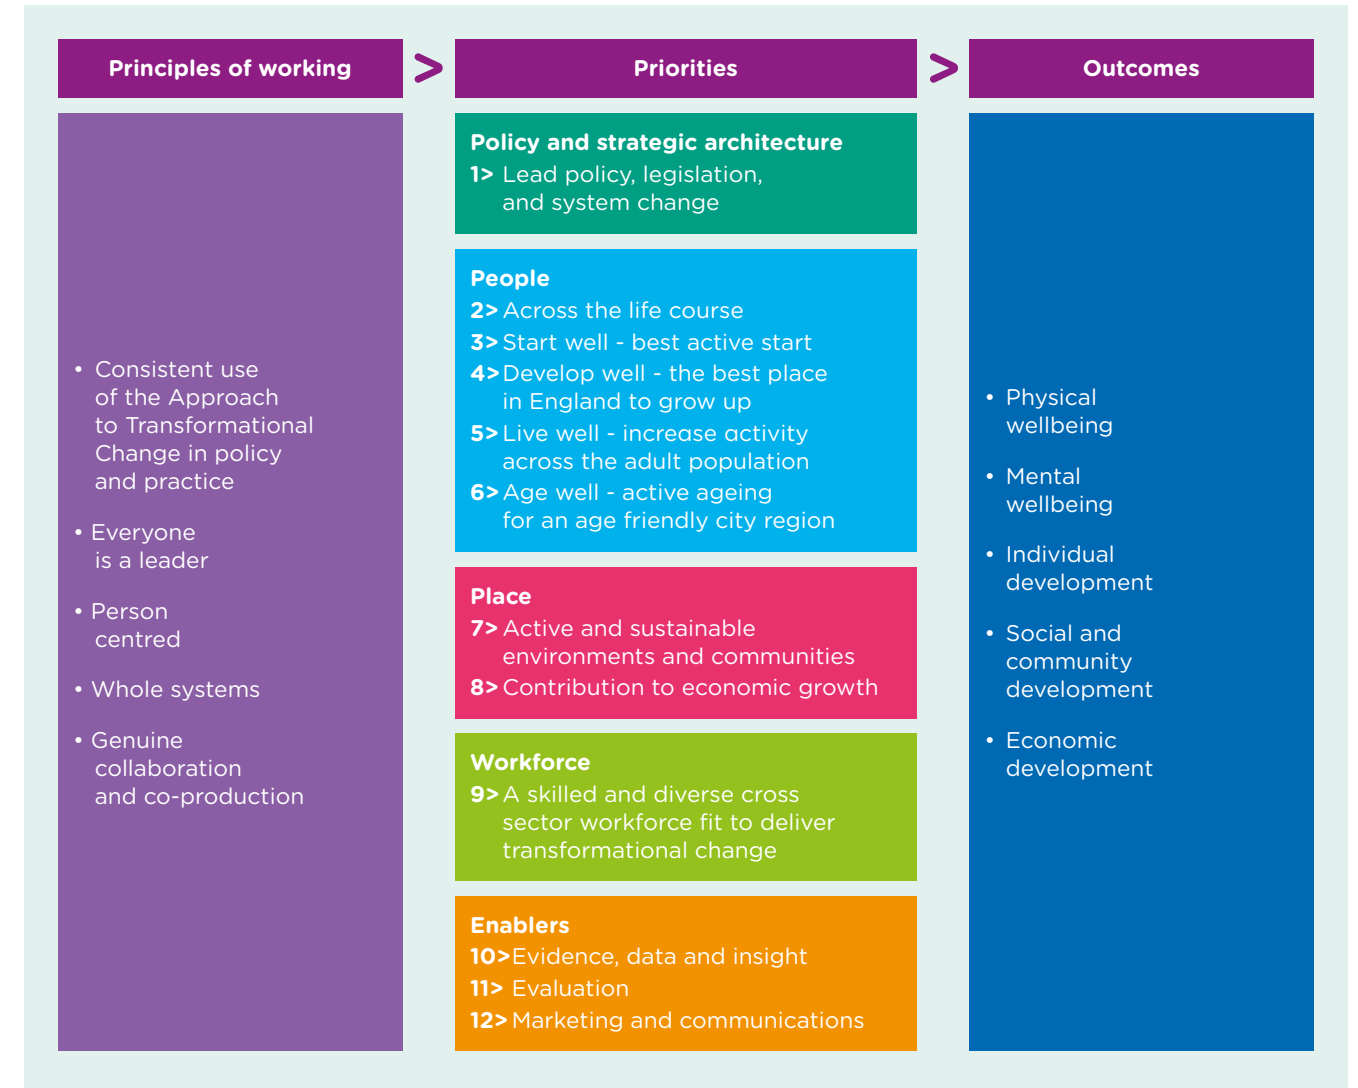 Principles of working
>
Priorities
>
Outcomes
• Consistent use
of the Approach
to Transformational
Change in policy
and practice
• Everyone
is a leader
• Person
centred
• Whole systems
• Genuine
collaboration
and co-production
Policy and strategic architecture
1> Lead policy, legislation,
and system change
People
2> Across the life course
3> Start well - best active start
4> Develop well - the best place
in England to grow up
5> Live well - increase activity
across the adult population
6> Age well - active ageing
for an age friendly city region
Place
7> Active and sustainable
environments and communities
8> Contribution to economic growth
Workforce
9> A skilled and diverse cross
sector workforce fit to deliver
transformational change
Enablers
10> Evidence, data and insight
11> Evaluation
12> Marketing and communications
• Physical
wellbeing
• Mental
wellbeing
• Individual
development
• Social and
community
development
• Economic
development